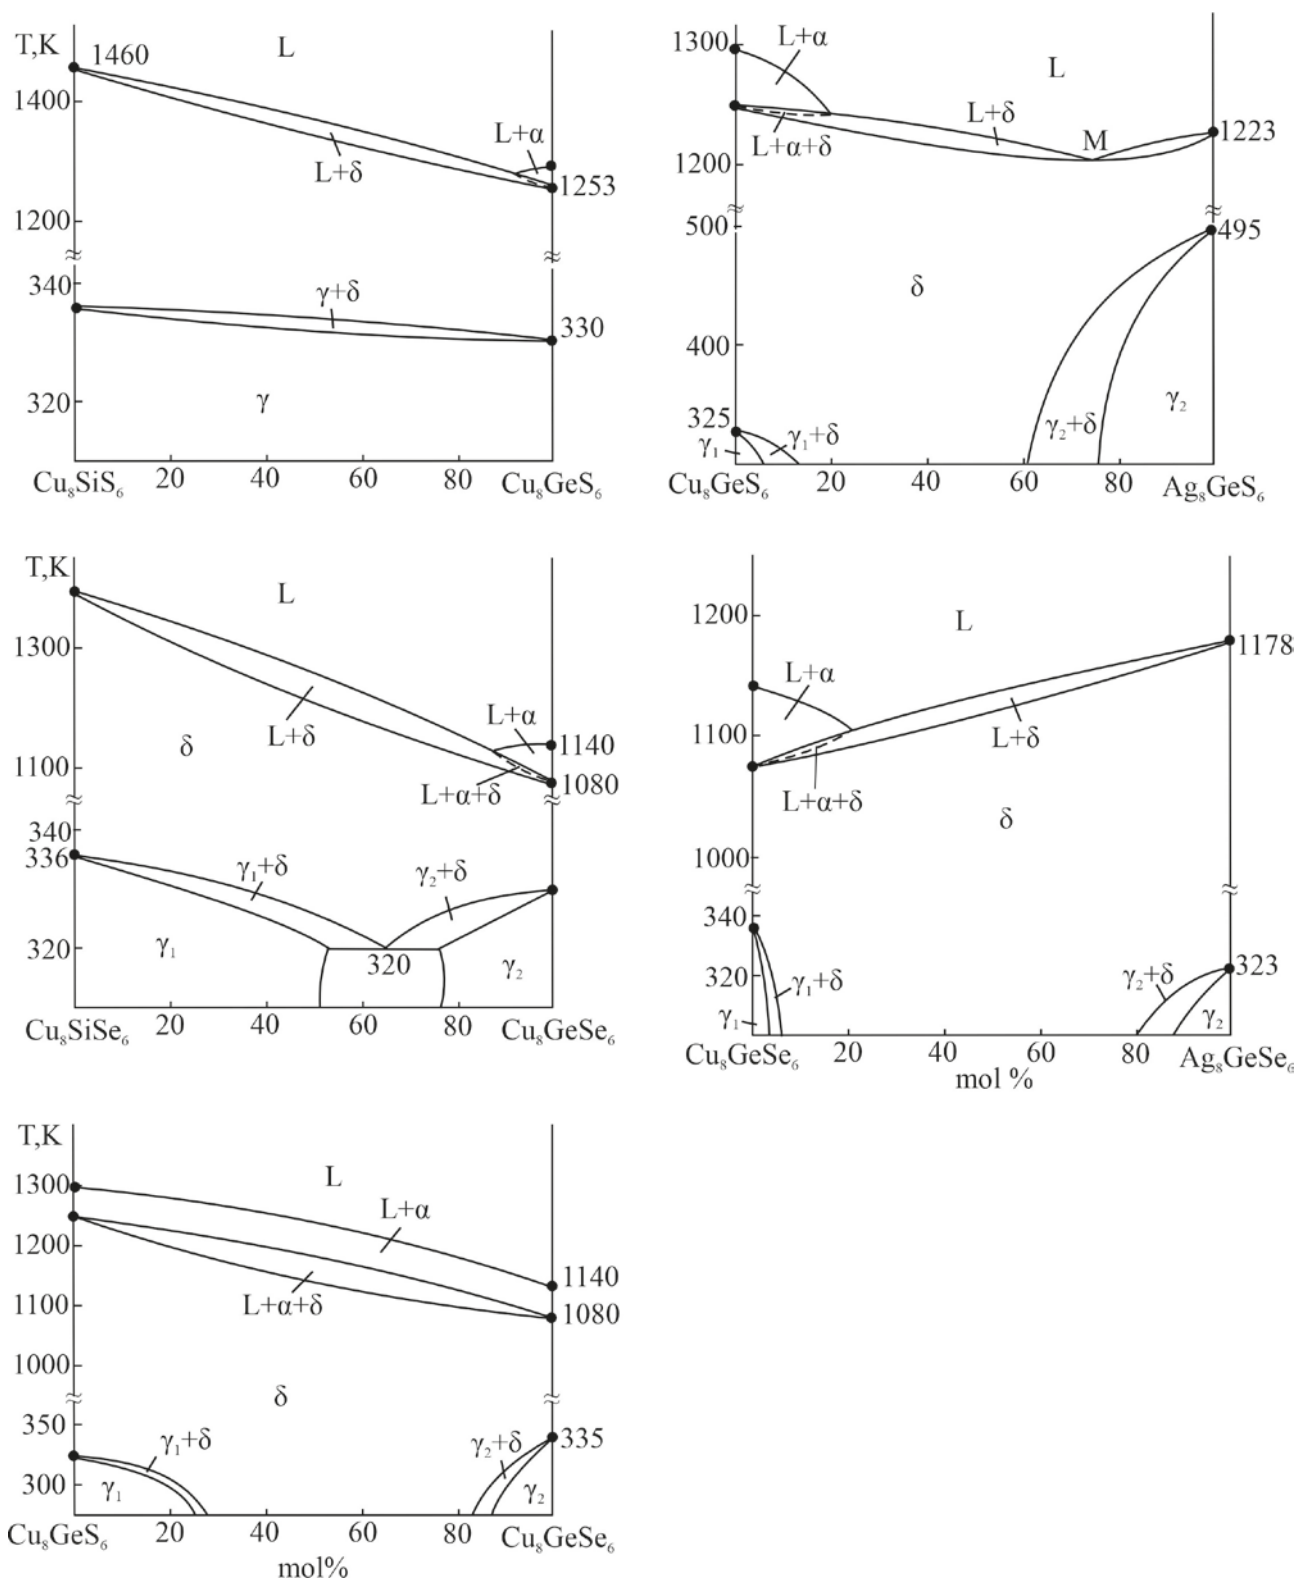 T,K
1460
L
1400
L+α
L+δ
1253
1200
340
γ+δ
330
320
γ
Cu₈SiS₆ 20 40 60 80 Cu₈GeS₆
1300
L+α
L
L+δ
L+α+δ
M
1223
1200
500
495
δ
400
325
γ₁
γ₁+δ
γ₂+δ
γ₂
Cu₈GeS₆ 20 40 60 80 Ag₈GeS₆
T,K
L
1300
L+α
L+δ
δ
1140
1100
1080
L+α+δ
340
336
γ₁+δ
γ₂+δ
320
γ₁
320
γ₂
Cu₈SiSe₆ 20 40 60 80 Cu₈GeSe₆
1200
L
1178
L+α
1100
L+δ
L+α+δ
δ
1000
340
320
γ₁+δ
γ₂+δ
323
γ₁
γ₂
Cu₈GeSe₆ 20 40 60 80 Ag₈GeSe₆
mol %
T,K
1300
L
L+α
1200
1140
1100
L+α+δ
1080
1000
δ
350
γ₁+δ
γ₂+δ
335
300
γ₁
γ₂
Cu₈GeS₆ 20 40 60 80 Cu₈GeSe₆
mol%